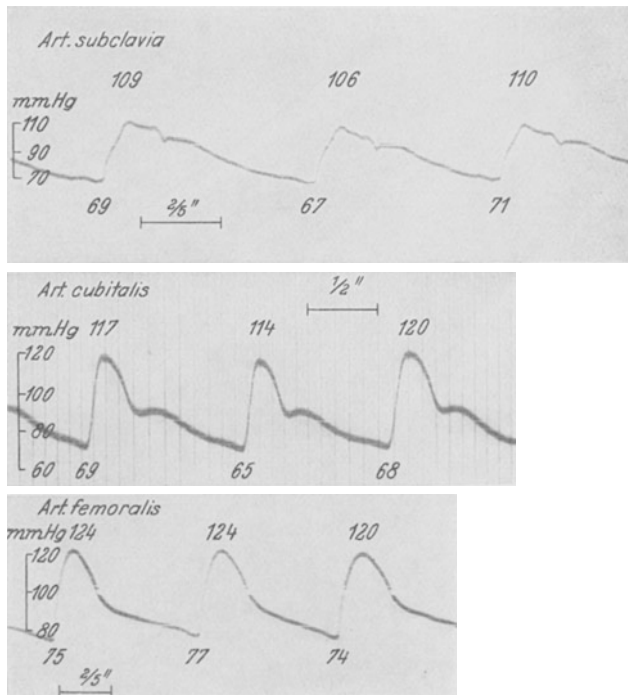 Art. subclavia
109 106 110
mmHg
110
90
70
69 67 71
2/5"
Art. cubitalis
1/2"
mmHg 117 114 120
120
100
80
60 69 65 68
Art. femoralis
mmHg 124 124 120
120
100
80
75 77 74
2/5"